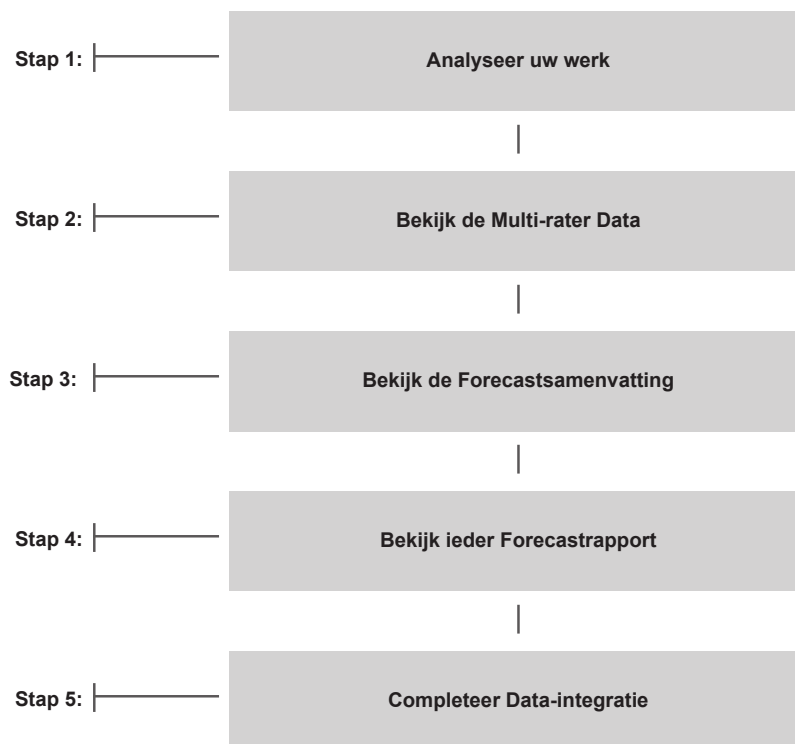 Stap 1:
Analyseer uw werk
Stap 2:
Bekijk de Multi-rater Data
Stap 3:
Bekijk de Forecastsamenvatting
Stap 4:
Bekijk ieder Forecastrapport
Stap 5:
Completeer Data-integratie